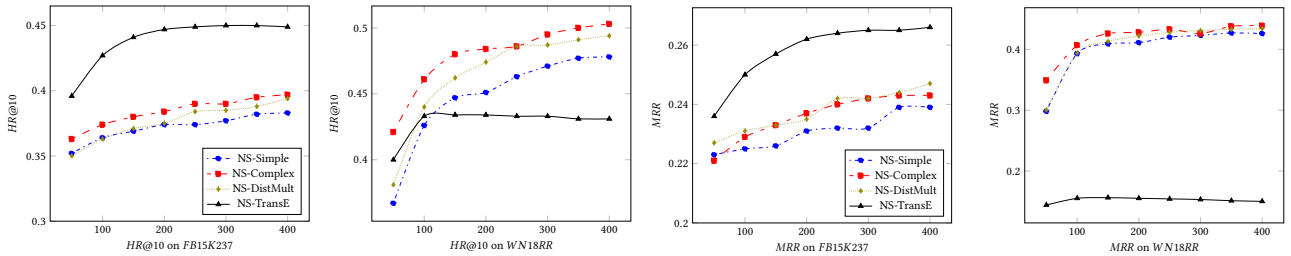 HR@10
0.45
0.4
0.35
0.3
100 200 300 400
HR@10 on FB15K237
NS-Simple
NS-Complex
NS-DistMult
NS-TransE
HR@10
0.5
0.45
0.4
100 200 300 400
HR@10 on WN18RR
MRR
0.26
0.24
0.22
0.2
100 200 300 400
MRR on FB15K237
NS-Simple
NS-Complex
NS-DistMult
NS-TransE
MRR
0.4
0.3
0.2
100 200 300 400
MRR on WN18RR